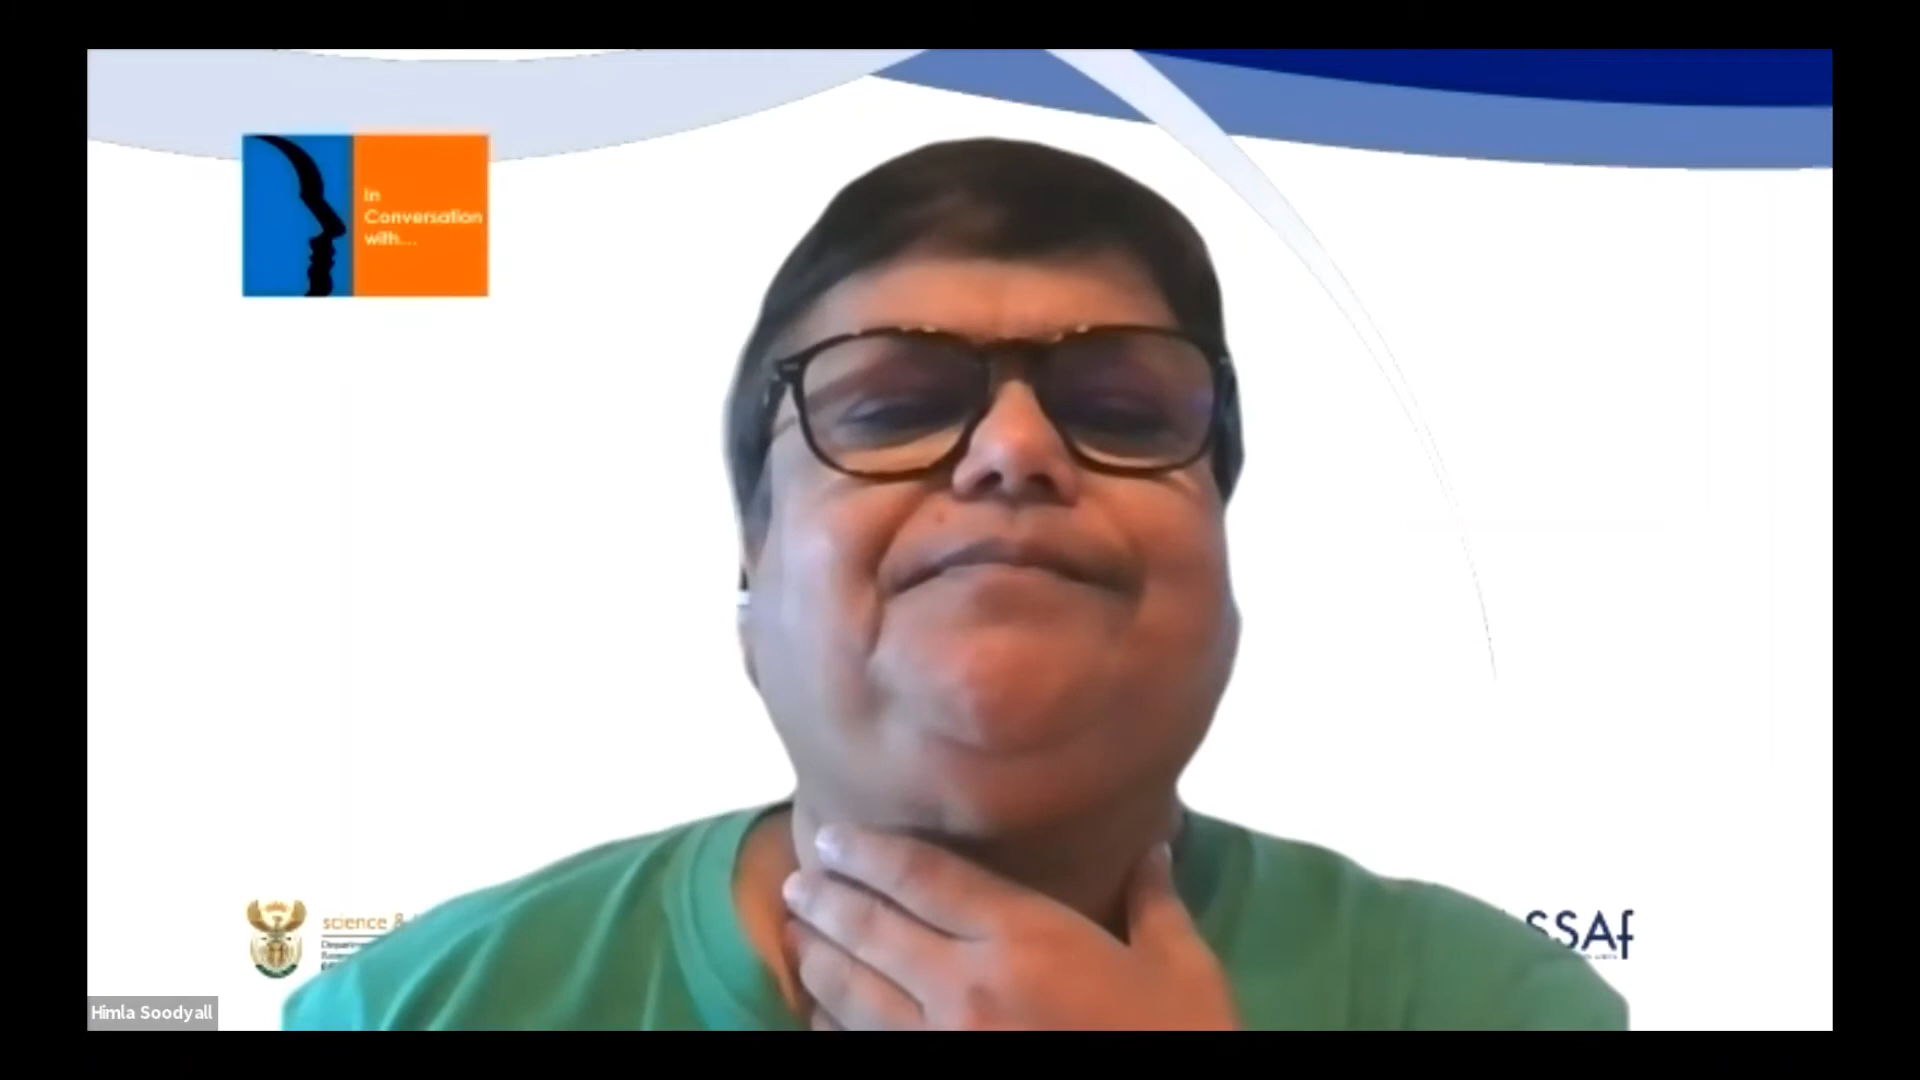 In
Conversation
with....
science &
SSAf
Himla Soodyall